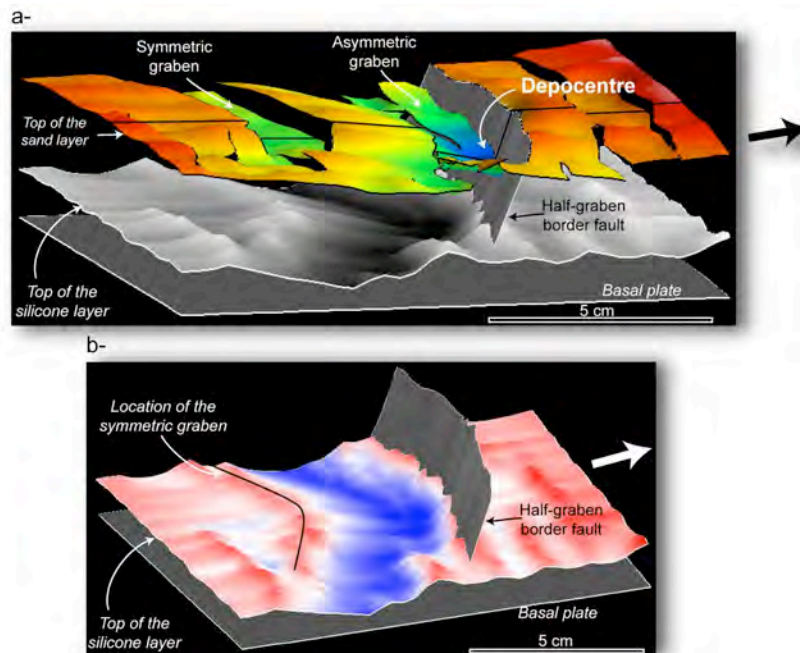 a-
Symmetric
graben
Asymmetric
graben
Depocentre
Top of the
sand layer
Half-graben
border fault
Top of the
silicone layer
Basal plate
5 cm
b-
Location of the
symmetric graben
Half-graben
border fault
Top of the
silicone layer
Basal plate
5 cm